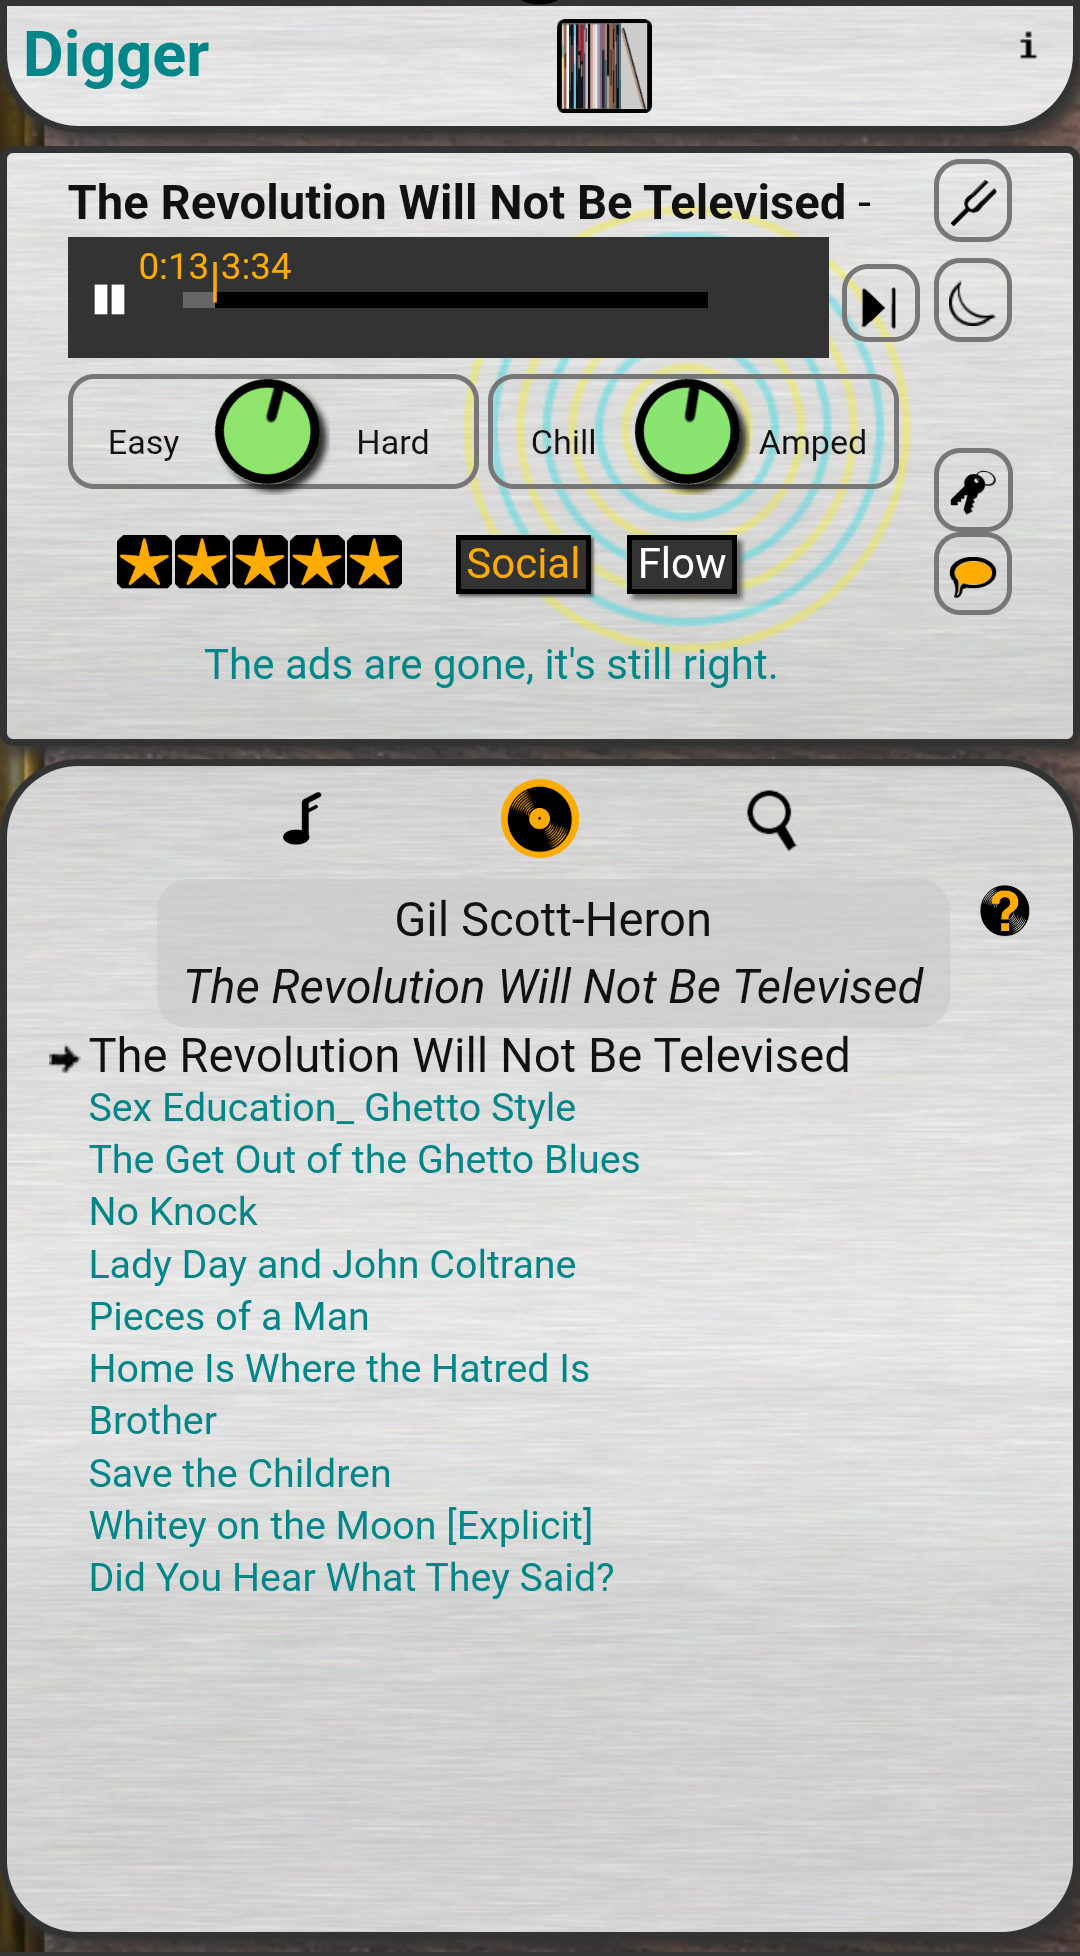 Digger
i
The Revolution Will Not Be Televised -
0:13 3:34
Easy Hard Chill Amped
Social Flow
The ads are gone, it's still right.
Gil Scott-Heron
?
The Revolution Will Not Be Televised
The Revolution Will Not Be Televised
Sex Education_ Ghetto Style
The Get Out of the Ghetto Blues
No Knock
Lady Day and John Coltrane
Pieces of a Man
Home Is Where the Hatred Is
Brother
Save the Children
Whitey on the Moon [Explicit]
Did You Hear What They Said?